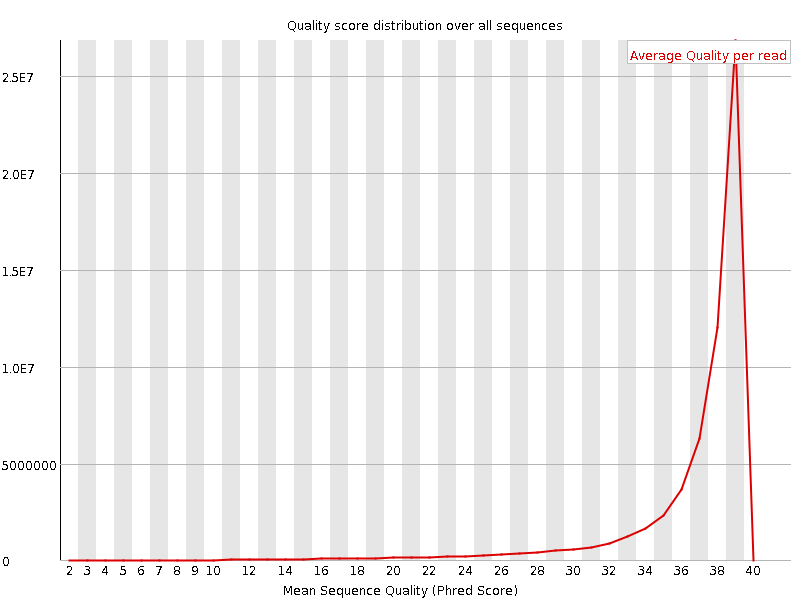 Quality score distribution over all sequences
Average Quality per read
2.5E7
2.0E7
1.5E7
1.0E7
5000000
0
2 3 4 5 6 7 8 9 10 12 14 16 18 20 22 24 26 28 30 32 34 36 38 40
Mean Sequence Quality (Phred Score)